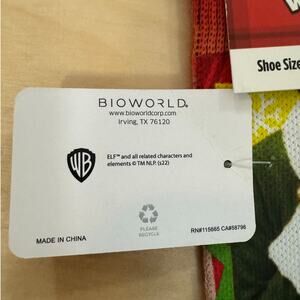 Shoe Size
BIOWORLD®
www.bioworldcorp.com
Irving, TX 76120
WB
ELF™ and all related characters and
elements © TM NLP. (s22)
PLEASE
RECYCLE
MADE IN CHINA
RN#115665 CA#58796